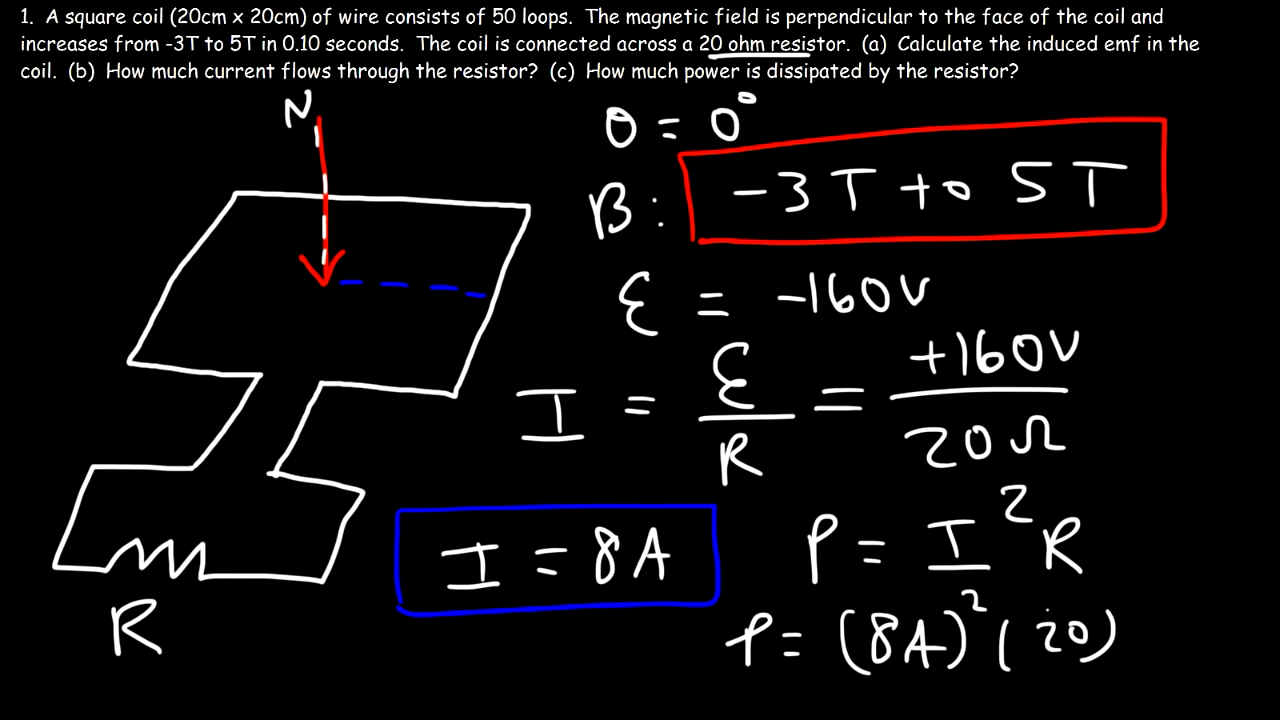 1. A square coil (20cm x 20cm) of wire consists of 50 loops. The magnetic field is perpendicular to the face of the coil and
increases from -3T to 5T in 0.10 seconds. The coil is connected across a 20 ohm resistor. (a) Calculate the induced emf in the
coil. (b) How much current flows through the resistor? (c) How much power is dissipated by the resistor?
N
θ = 0°
B: -3T to 5T
ε = -160V
I = ε/R = +160V/20Ω
I = 8A
P = I²R
P = (8A)²(20)
R